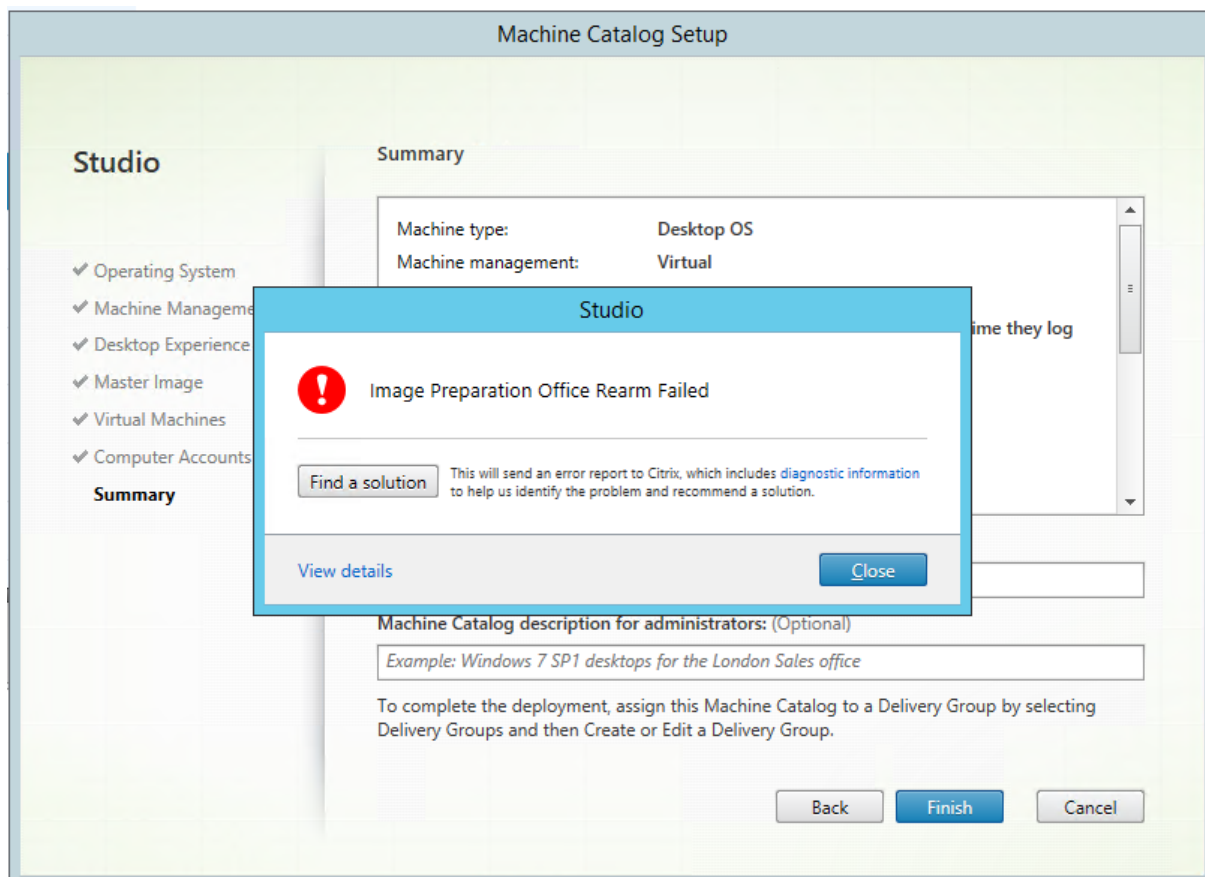 Machine Catalog Setup
Studio
Operating System
Machine Manageme
Desktop Experience
Master Image
Virtual Machines
Computer Accounts
Summary
Summary
Machine type: Desktop OS
Machine management: Virtual
ime they log
Studio
Image Preparation Office Rearm Failed
Find a solution
This will send an error report to Citrix, which includes diagnostic information
to help us identify the problem and recommend a solution.
View details
Close
Machine Catalog description for administrators: (Optional)
Example: Windows 7 SP1 desktops for the London Sales office
To complete the deployment, assign this Machine Catalog to a Delivery Group by selecting
Delivery Groups and then Create or Edit a Delivery Group.
Back
Finish
Cancel